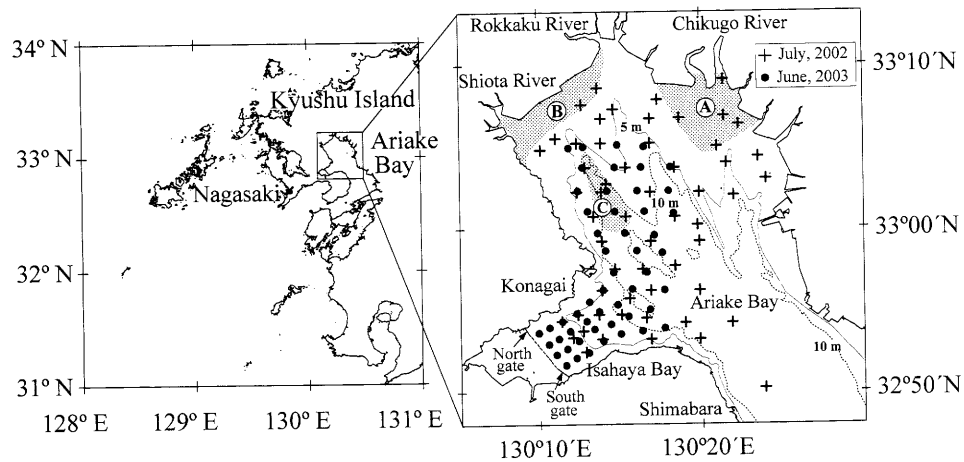 34° N
33° N
32° N
31° N
128° E
129° E
130° E
131° E
Kyushu Island
Ariake
Bay
Nagasaki
Rokkaku River
Chikugo River
Shiota River
July, 2002
June, 2003
A
B
C
5 m
10 m
Konagai
Ariake Bay
10 m
North
gate
Isahaya Bay
South
gate
Shimabara
33°10´N
33°00´N
32°50´N
130°10´E
130°20´E